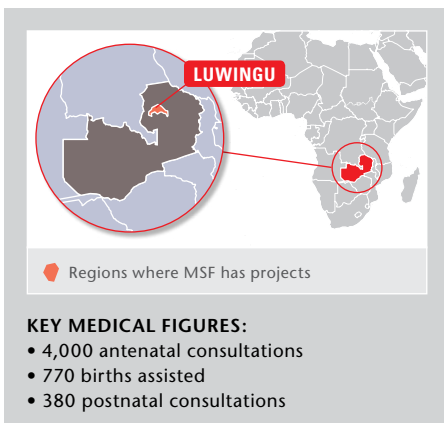 LUWINGU
Regions where MSF has projects
KEY MEDICAL FIGURES:
• 4,000 antenatal consultations
• 770 births assisted
• 380 postnatal consultations